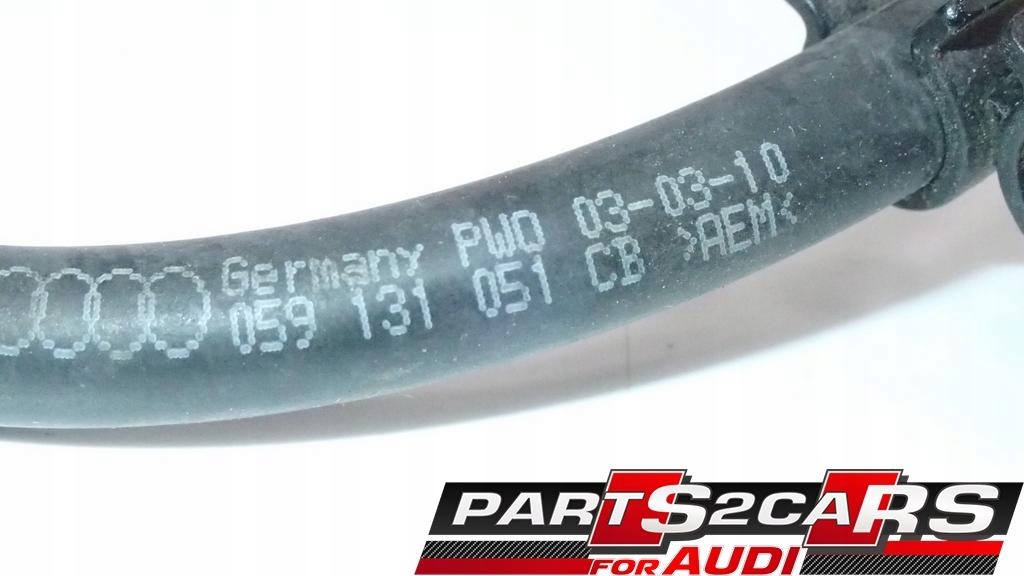 Germany PWO 03-03-10
059 131 051 CB >AEM<
PARTS2CARS
FOR AUDI